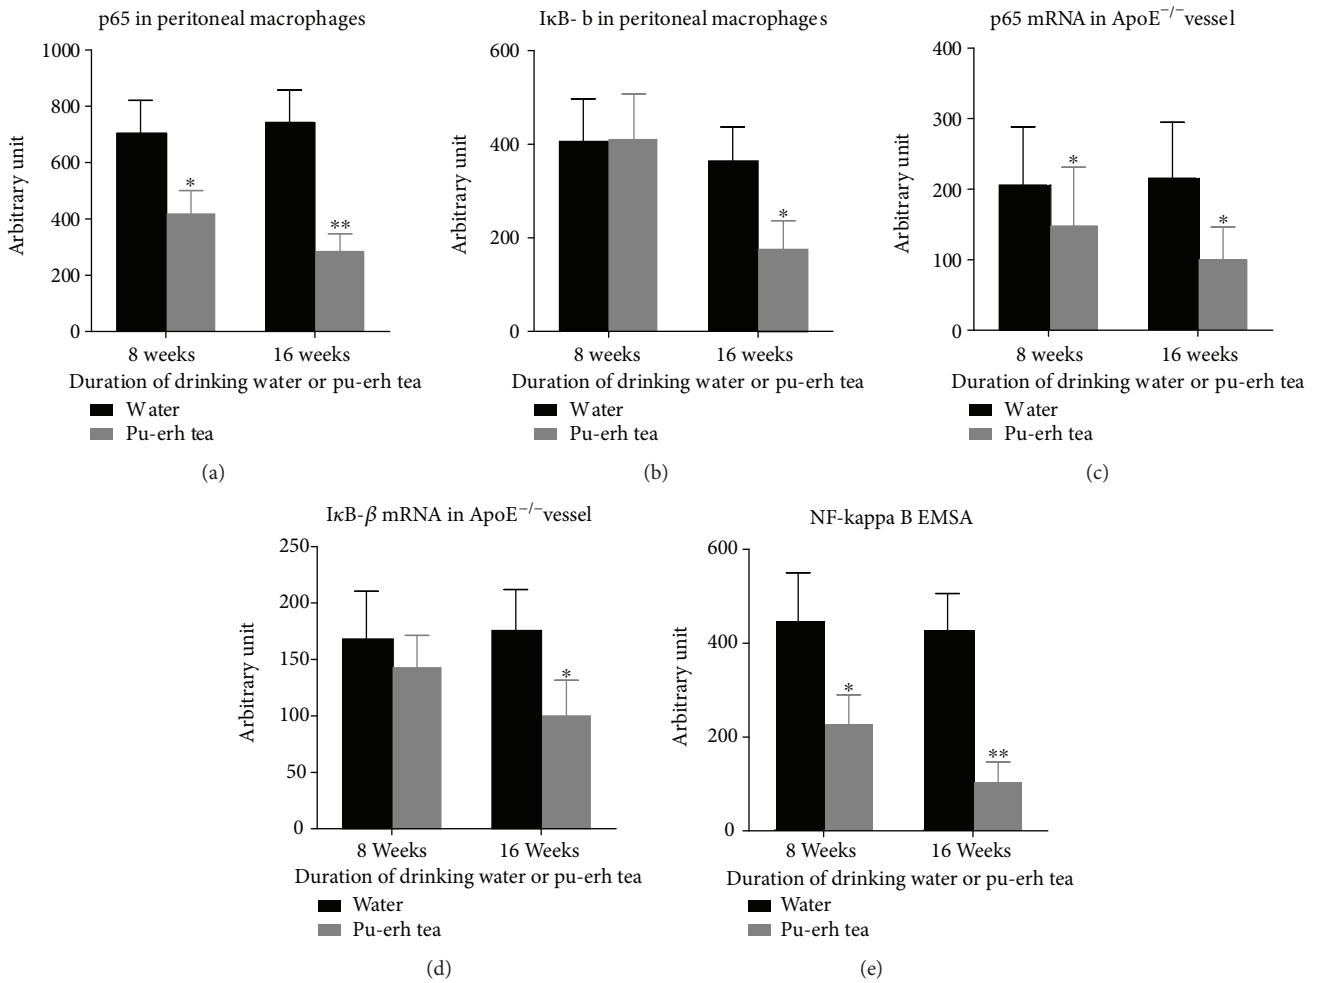 p65 in peritoneal macrophages
1000
800
600
400
200
0
Arbitrary unit
*
**
8 weeks 16 weeks
Duration of drinking water or pu-erh tea
Water
Pu-erh tea
(a)
IκB- b in peritoneal macrophages
600
400
200
0
Arbitrary unit
*
8 weeks 16 weeks
Duration of drinking water or pu-erh tea
Water
Pu-erh tea
(b)
p65 mRNA in ApoE−/− vessel
400
300
200
100
0
Arbitrary unit
*
*
8 weeks 16 weeks
Duration of drinking water or pu-erh tea
Water
Pu-erh tea
(c)
IκB-β mRNA in ApoE−/− vessel
250
200
150
100
50
0
Arbitrary unit
*
8 Weeks 16 Weeks
Duration of drinking water or pu-erh tea
Water
Pu-erh tea
(d)
NF-kappa B EMSA
600
400
200
0
Arbitrary unit
*
**
8 Weeks 16 Weeks
Duration of drinking water or pu-erh tea
Water
Pu-erh tea
(e)